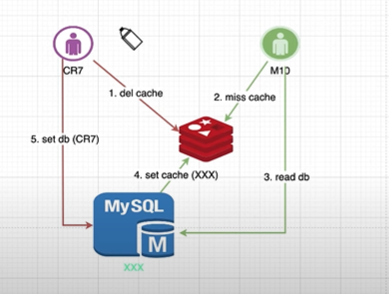 CR7
M10
1. del cache
2. miss cache
5. set db (CR7)
4. set cache (XXX)
3. read db
MySQL
M
XXX